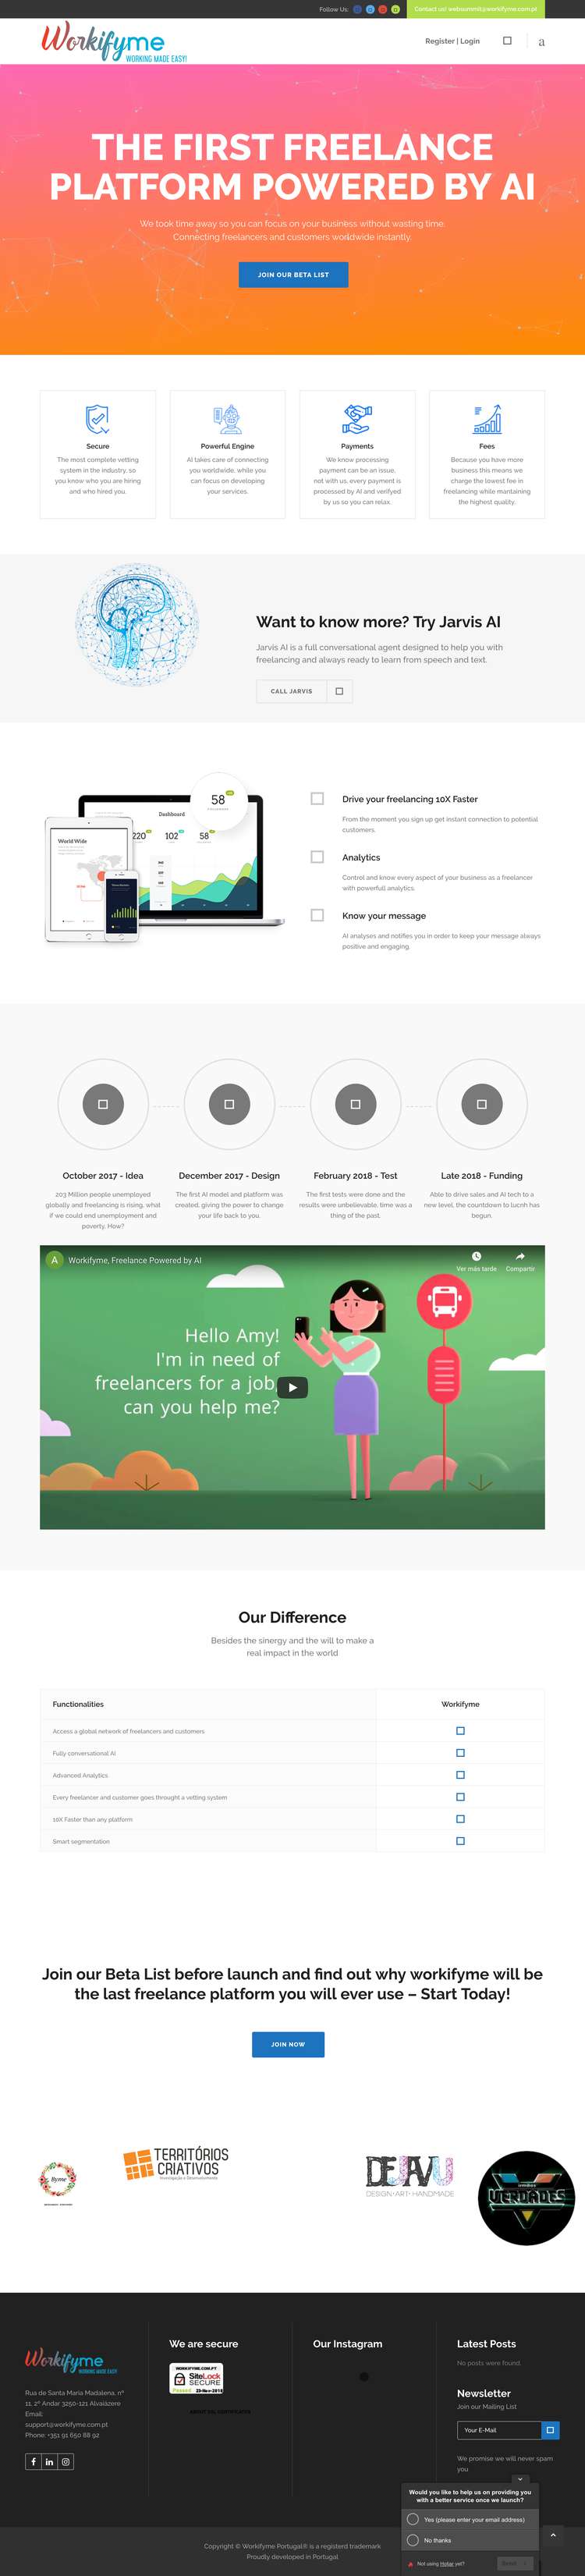 Follow Us:
Contact us! websummit@workifyme.com.pt
Workifyme
WORKING MADE EASY!
Register | Login
a
THE FIRST FREELANCE
PLATFORM POWERED BY AI
We took time away so you can focus on your business without wasting time.
Connecting freelancers and customers worldwide instantly.
JOIN OUR BETA LIST
Secure
The most complete vetting
system in the industry, so
you know who you are hiring
and who hired you.
Powerful Engine
AI takes care of connecting
you worldwide, while you
can focus on developing
your services.
Payments
We know processing
payment can be an issue,
not with us, every payment is
processed by AI and verifyed
by us so you can relax.
Fees
Because you have more
business this means we
charge the lowest fee in
freelancing while mantaining
the highest quality.
Want to know more? Try Jarvis AI
Jarvis AI is a full conversational agent designed to help you with
freelancing and always ready to learn from speech and text.
CALL JARVIS
58
Dashboard
220
102
58
World Wide
Drive your freelancing 10X Faster
From the moment you sign up get instant connection to potential
customers.
Analytics
Control and know every aspect of your business as a freelancer
with powerfull analytics.
Know your message
AI analyses and notifies you in order to keep your message always
positive and engaging.
October 2017 - Idea
203 Million people unemployed
globally and freelancing is rising, what
if we could end unemployment and
poverty. How?
December 2017 - Design
The first AI model and platform was
created, giving the power to change
your life back to you.
February 2018 - Test
The first tests were done and the
results were unbelievable, time was a
thing of the past.
Late 2018 - Funding
Able to drive sales and AI tech to a
new level, the countdown to lucnh has
begun.
A
Workifyme, Freelance Powered by AI
Ver más tarde
Compartir
Hello Amy!
I'm in need of
freelancers for a job,
can you help me?
Our Difference
Besides the sinergy and the will to make a
real impact in the world
Functionalities
Workifyme
Access a global network of freelancers and customers
Fully conversational AI
Advanced Analytics
Every freelancer and customer goes throught a vetting system
10X Faster than any platform
Smart segmentation
Join our Beta List before launch and find out why workifyme will be
the last freelance platform you will ever use – Start Today!
JOIN NOW
Byme
TERRITÓRIOS
CRIATIVOS
Investigação e Desenvolvimento
DEJAVU
DESIGN•ART• HANDMADE
VERDADES
Workifyme
WORKING MADE EASY
Rua de Santa Maria Madalena, nº
11, 2º Andar 3250-121 Alvaiázere
Email:
support@workifyme.com.pt
Phone: +351 91 650 88 92
We are secure
WORKIFYME.COM.PT
SiteLock
SECURE
Passed 23-Nov-2018
ABOUT SSL CERTIFICATES
Our Instagram
Latest Posts
No posts were found.
Newsletter
Join our Mailing List
Your E-Mail
We promise we will never spam
you
Would you like to help us on providing you
with a better service once we launch?
Yes (please enter your email address)
No thanks
Not using Hotjar yet?
Send
Copyright © Workifyme Portugal® is a registerd trademark
Proudly developed in Portugal